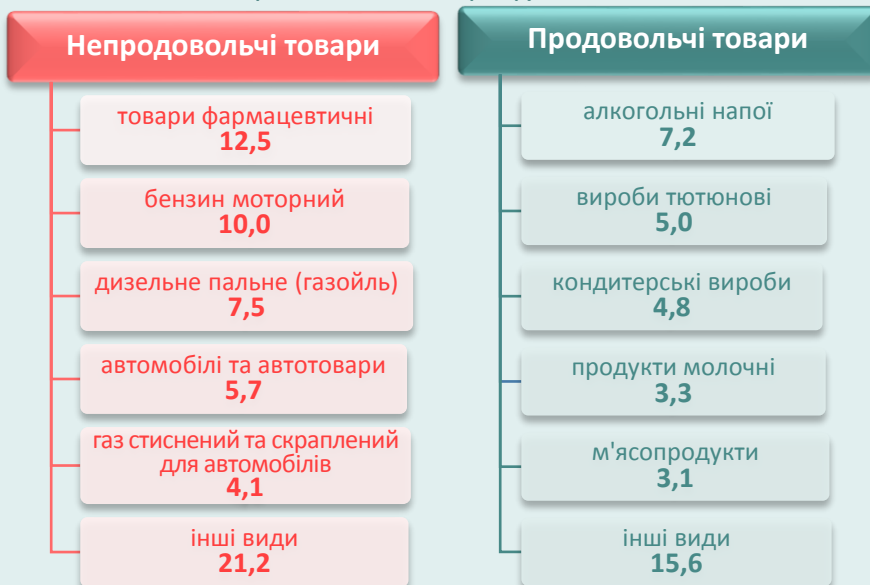 Непродовольчі товари
товари фармацевтичні
12,5
бензин моторний
10,0
дизельне пальне (газойль)
7,5
автомобілі та автотовари
5,7
газ стиснений та скраплений
для автомобілів
4,1
інші види
21,2
Продовольчі товари
алкогольні напої
7,2
вироби тютюнові
5,0
кондитерські вироби
4,8
продукти молочні
3,3
м'ясопродукти
3,1
інші види
15,6